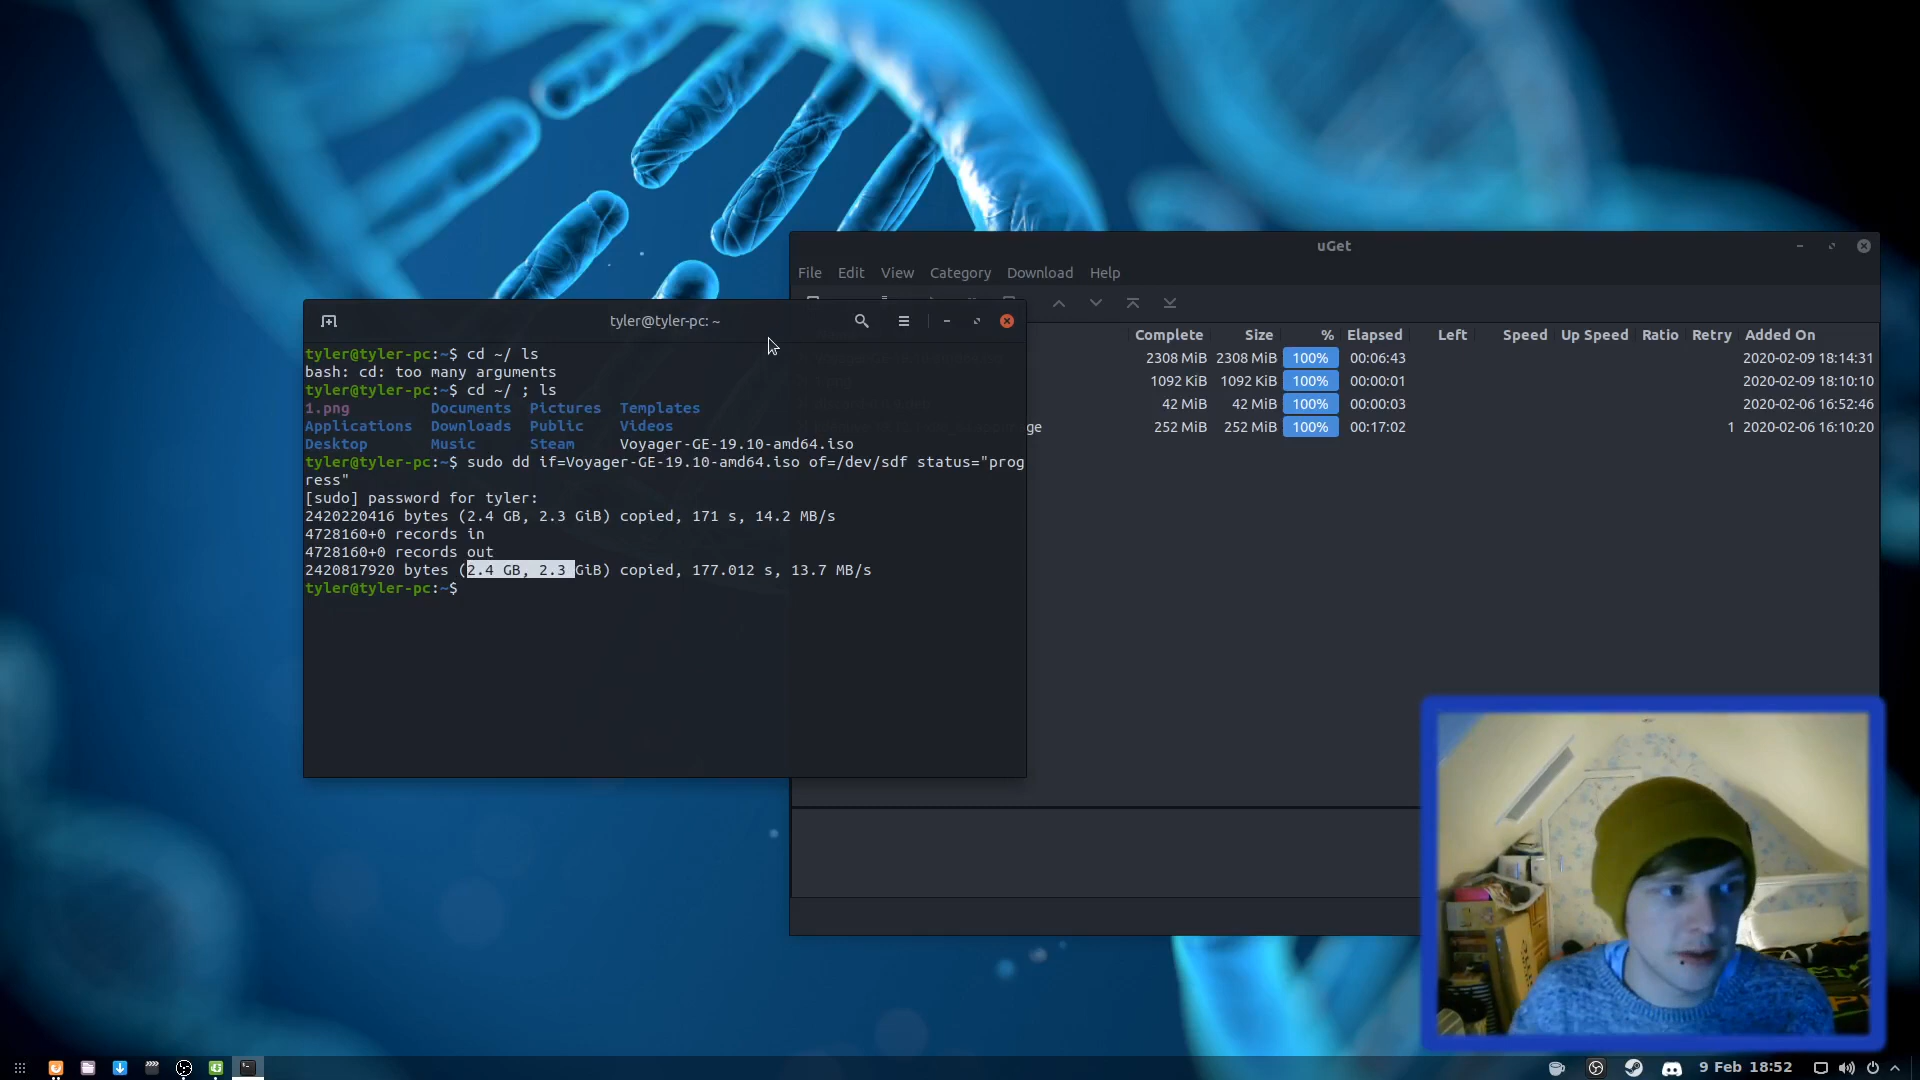 uGet
File Edit View Category Download Help
tyler@tyler-pc: ~
Complete Size % Elapsed Left Speed Up Speed Ratio Retry Added On
2308 MiB 2308 MiB 100% 00:06:43 2020-02-09 18:14:31
1092 KiB 1092 KiB 100% 00:00:01 2020-02-09 18:10:10
42 MiB 42 MiB 100% 00:00:03 2020-02-06 16:52:46
ge 252 MiB 252 MiB 100% 00:17:02 1 2020-02-06 16:10:20
tyler@tyler-pc:~$ cd ~/ ls
bash: cd: too many arguments
tyler@tyler-pc:~$ cd ~/ ; ls
1.png Documents Pictures Templates
Applications Downloads Public Videos
Desktop Music Steam Voyager-GE-19.10-amd64.iso
tyler@tyler-pc:~$ sudo dd if=Voyager-GE-19.10-amd64.iso of=/dev/sdf status="prog
ress"
[sudo] password for tyler:
2420220416 bytes (2.4 GB, 2.3 GiB) copied, 171 s, 14.2 MB/s
4728160+0 records in
4728160+0 records out
2420817920 bytes (2.4 GB, 2.3 GiB) copied, 177.012 s, 13.7 MB/s
tyler@tyler-pc:~$
9 Feb 18:52